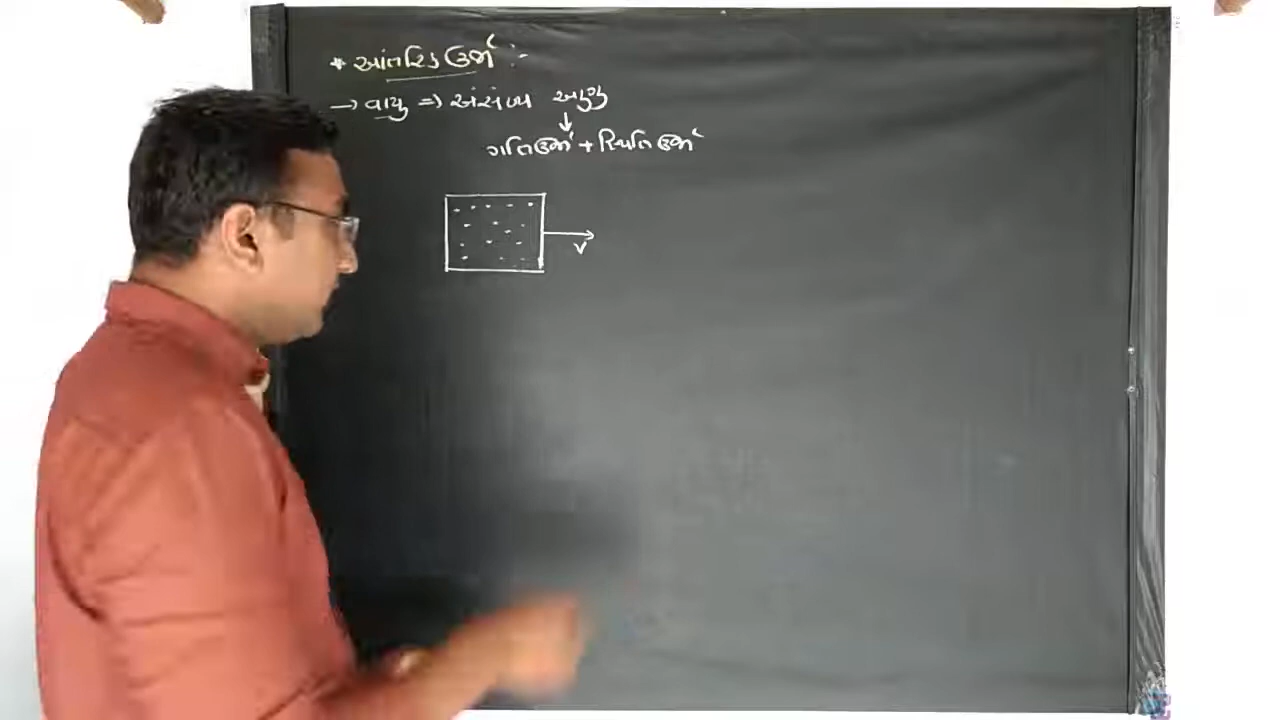 * આંતરિક ઉર્જા :-
→ વાયુ ⇒ અસંખ્ય અણુઓ
↓
ગતિઉર્જા + સ્થિતિઉર્જા
v